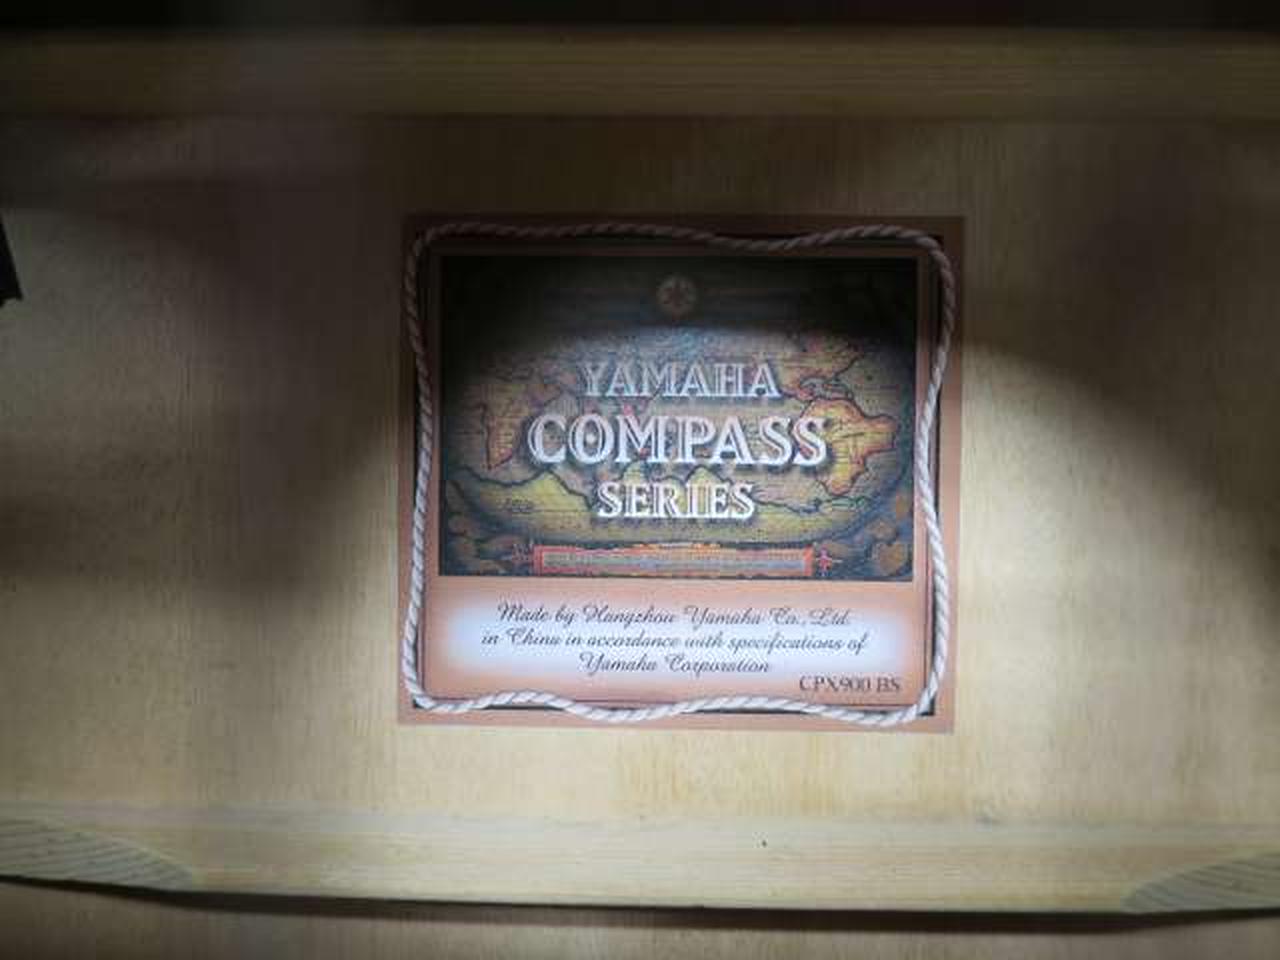 YAMAHA
COMPASS
SERIES
Made by Hangzhou Yamaha Co., Ltd.
in China in accordance with specifications of
Yamaha Corporation
CPX900 BS